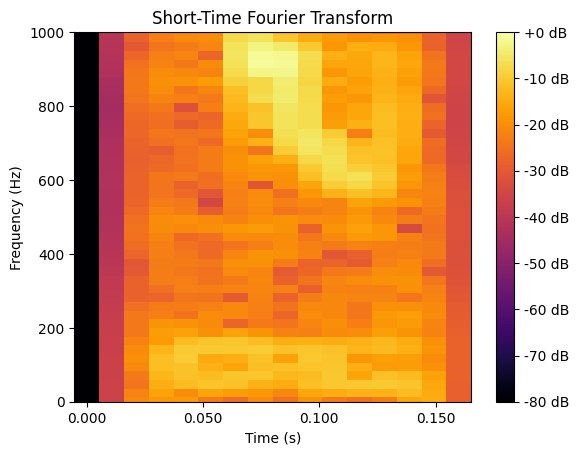 Short-Time Fourier Transform
1000
800
600
400
200
0
Frequency (Hz)
0.000
0.050
0.100
0.150
Time (s)
+0 dB
-10 dB
-20 dB
-30 dB
-40 dB
-50 dB
-60 dB
-70 dB
-80 dB